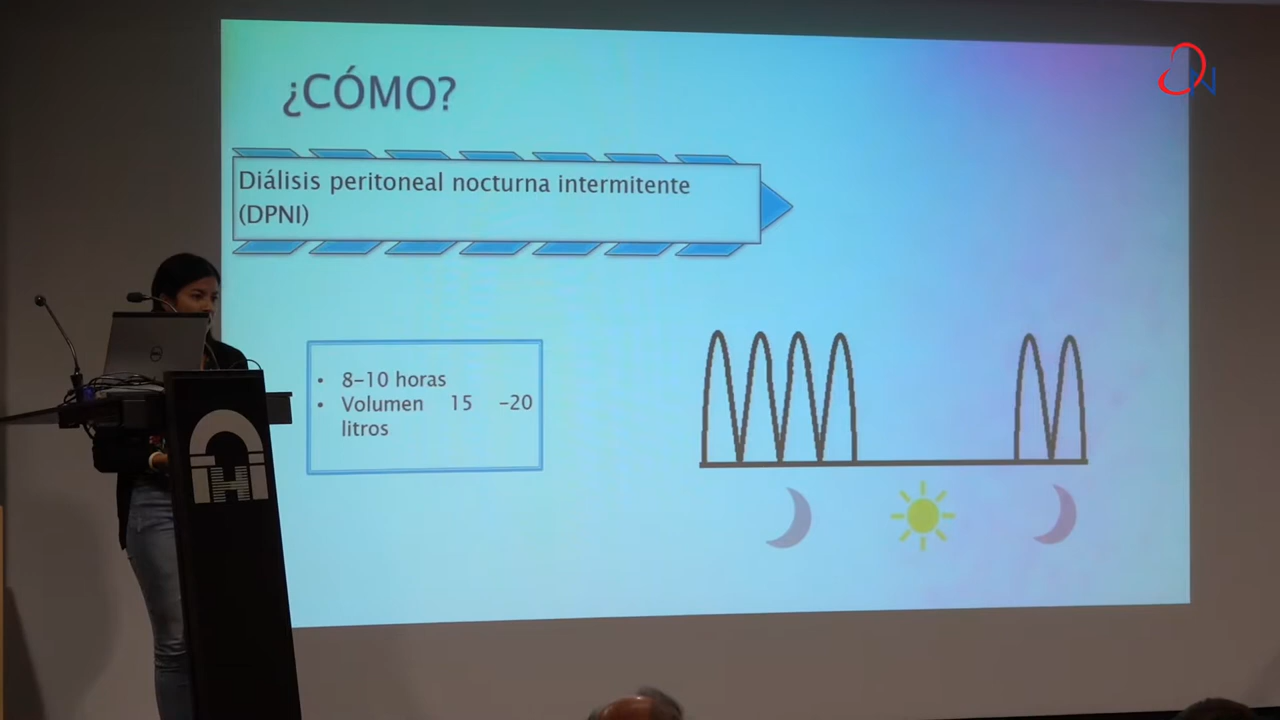 ¿CÓMO?
Diálisis peritoneal nocturna intermitente
(DPNI)
• 8-10 horas
• Volumen 15 -20
litros